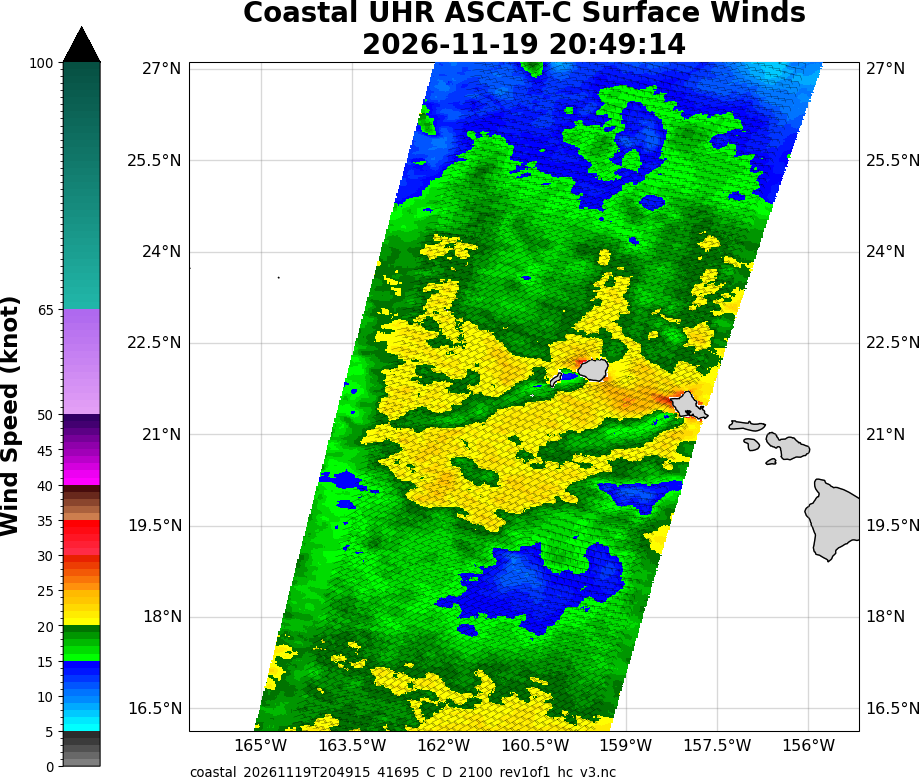 Coastal UHR ASCAT-C Surface Winds
2026-11-19 20:49:14
Wind Speed (knot)
100
65
50
45
40
35
30
25
20
15
10
5
0
27°N 27°N
25.5°N 25.5°N
24°N 24°N
22.5°N 22.5°N
21°N 21°N
19.5°N 19.5°N
18°N 18°N
16.5°N 16.5°N
165°W 163.5°W 162°W 160.5°W 159°W 157.5°W 156°W
coastal_20261119T204915_41695_C_D_2100_rev1of1_hc_v3.nc